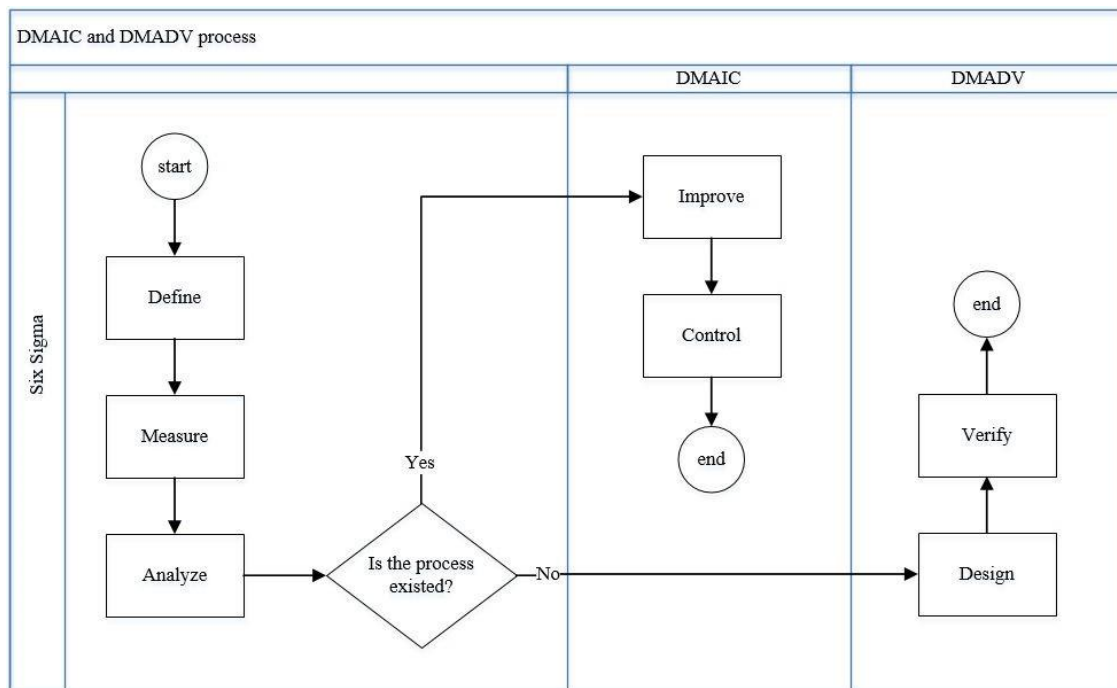 DMAIC and DMADV process
DMAIC
DMADV
Six Sigma
start
Define
Measure
Analyze
Is the process
existed?
Yes
No
Improve
Control
end
Design
Verify
end